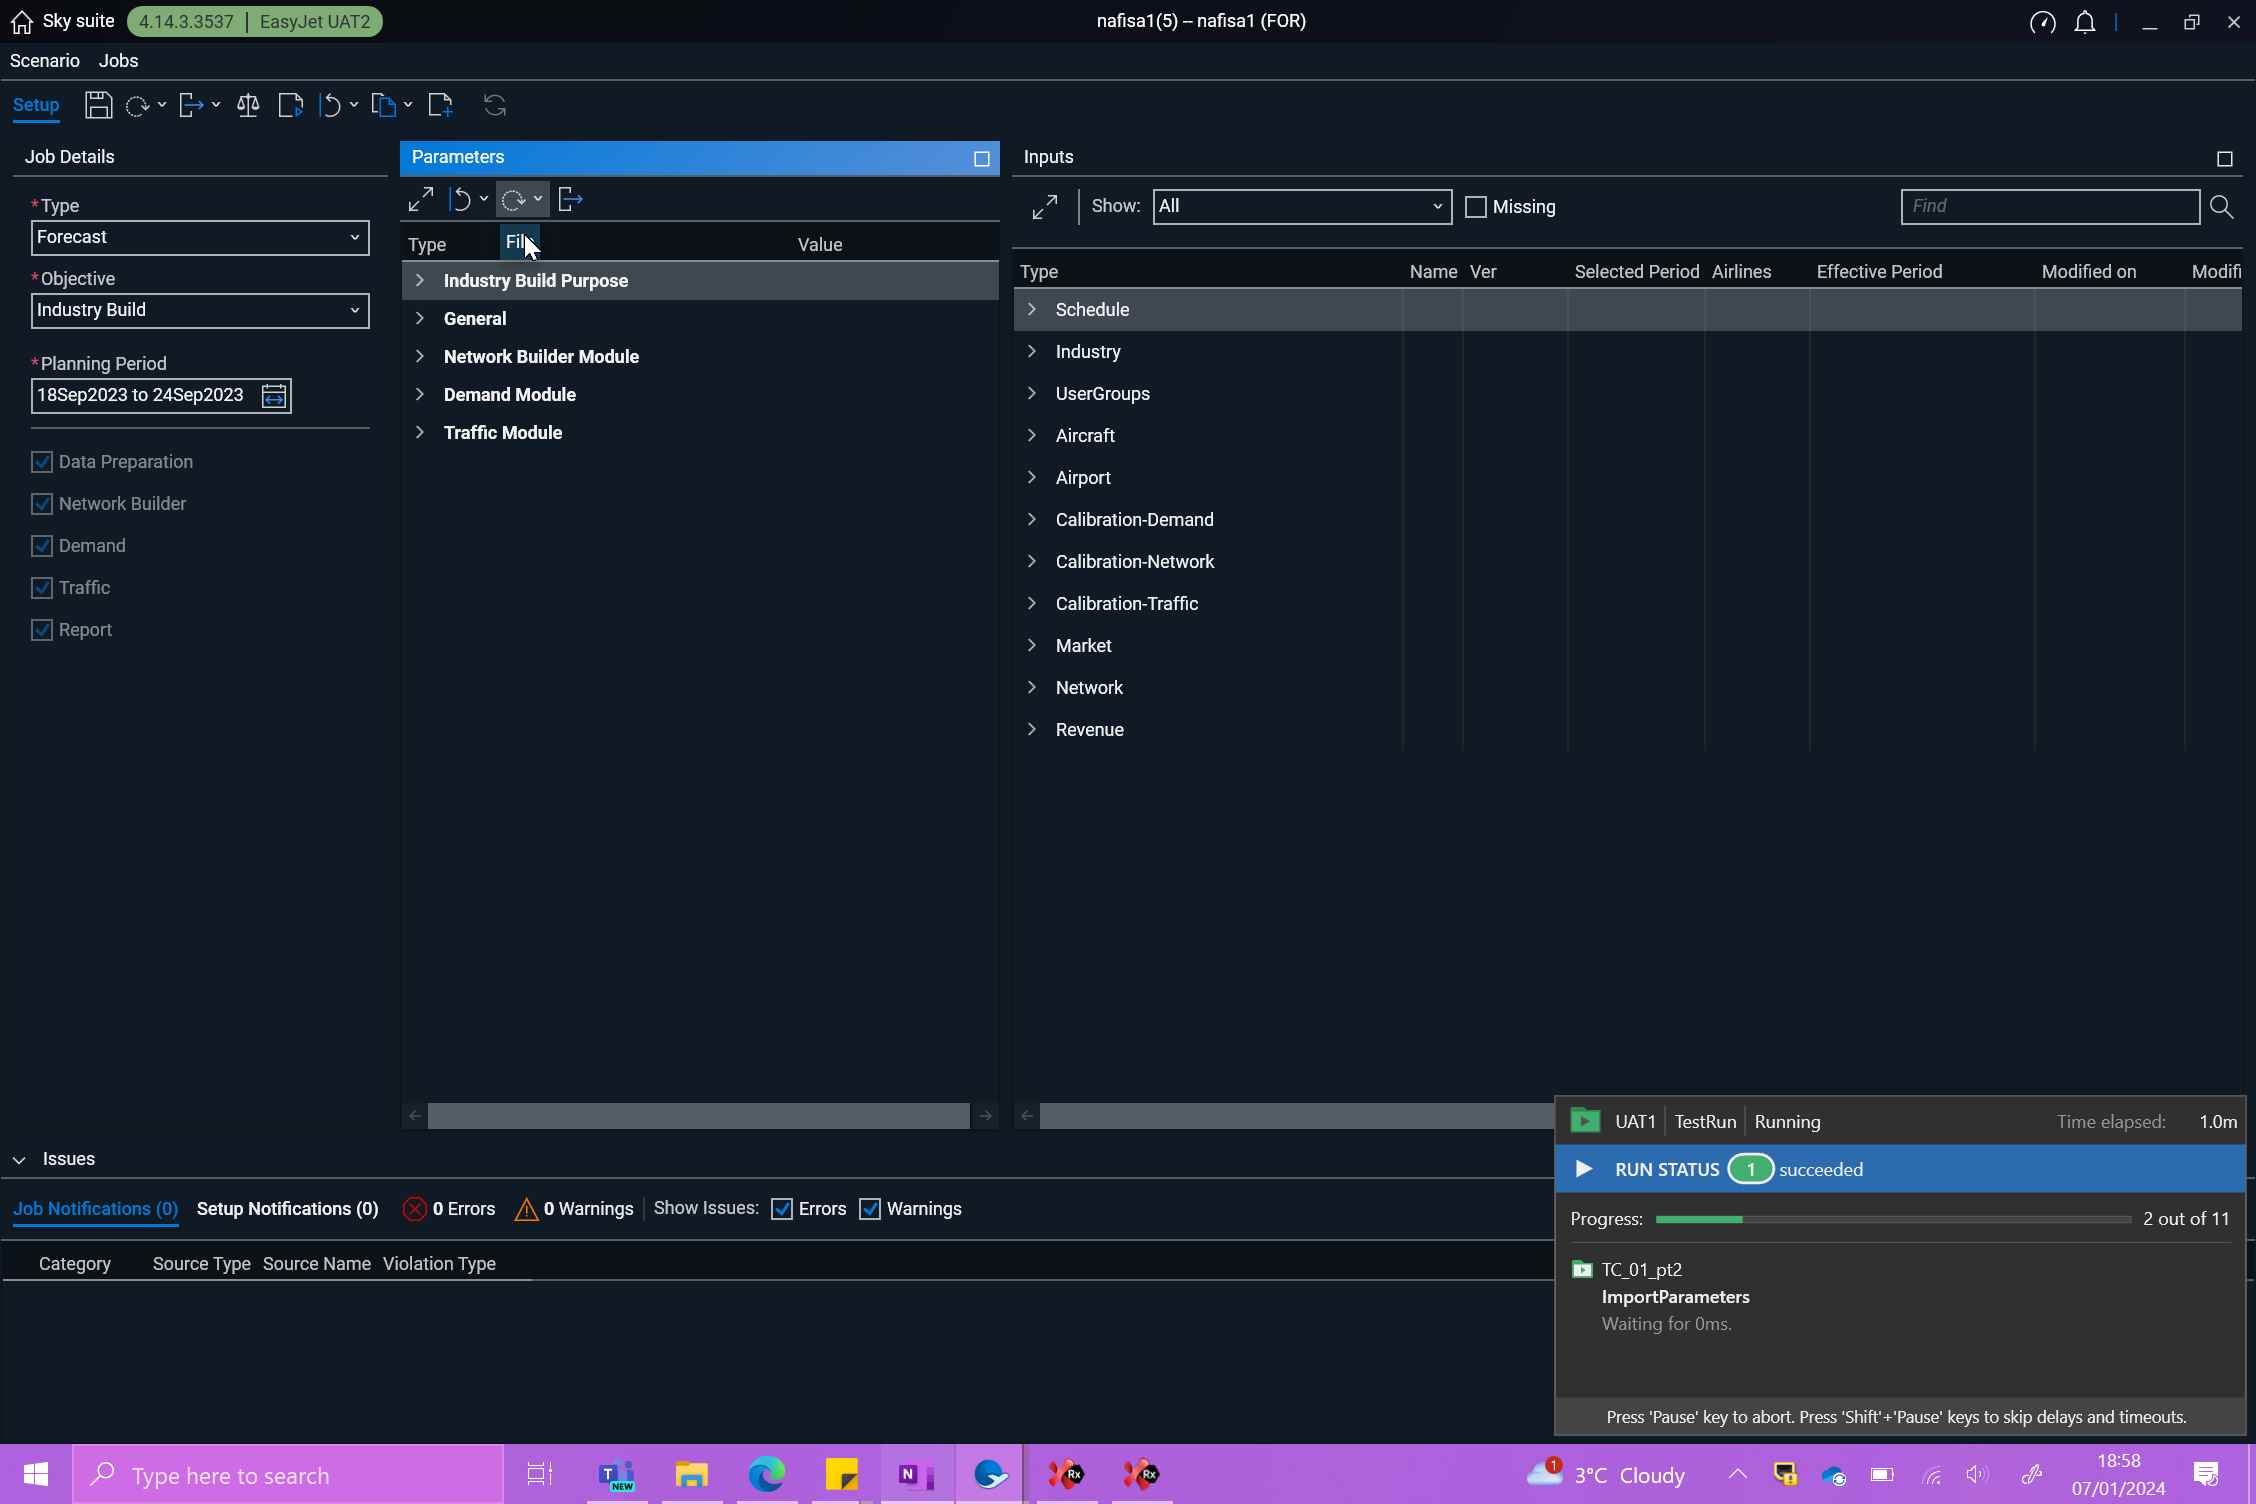 Sky suite 4.14.3.3537 | EasyJet UAT2 nafisa1(5) – nafisa1 (FOR)
Scenario Jobs
Setup
Job Details
*Type
Forecast
*Objective
Industry Build
*Planning Period
18Sep2023 to 24Sep2023
Data Preparation
Network Builder
Demand
Traffic
Report
Parameters
Type Value
Industry Build Purpose
General
Network Builder Module
Demand Module
Traffic Module
Inputs
Show: All Missing Find
Type Name Ver Selected Period Airlines Effective Period Modified on Modifi
Schedule
Industry
UserGroups
Aircraft
Airport
Calibration-Demand
Calibration-Network
Calibration-Traffic
Market
Network
Revenue
Issues
Job Notifications (0) Setup Notifications (0) 0 Errors 0 Warnings Show Issues: Errors Warnings
Category Source Type Source Name Violation Type
UAT1 | TestRun | Running Time elapsed: 1.0m
RUN STATUS 1 succeeded
Progress: 2 out of 11
TC_01_pt2
ImportParameters
Waiting for 0ms.
Press 'Pause' key to abort. Press 'Shift'+'Pause' keys to skip delays and timeouts.
Type here to search
T
NEW
N
Rx
Rx
1
3°C Cloudy
18:58
07/01/2024